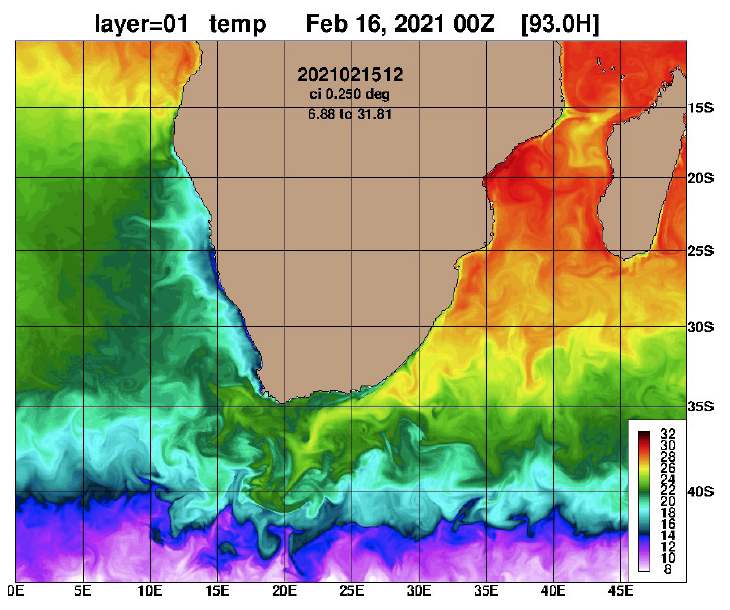 layer=01 temp Feb 16, 2021 00Z [93.0H]
2021021512
ci 0.250 deg
6.88 to 31.81
15S
20S
25S
30S
35S
40S
32
30
28
26
24
22
20
18
16
14
12
10
8
0E 5E 10E 15E 20E 25E 30E 35E 40E 45E